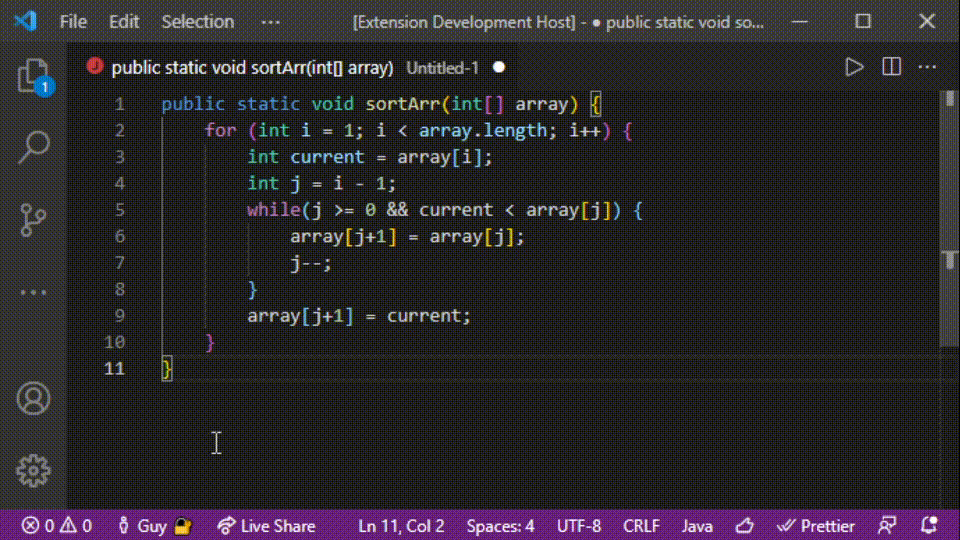 File Edit Selection ··· [Extension Development Host] - ● public static void so...
public static void sortArr(int[] array) Untitled-1 ●
1
1 public static void sortArr(int[] array) {
2 for (int i = 1; i < array.length; i++) {
3 int current = array[i];
4 int j = i - 1;
5 while(j >= 0 && current < array[j]) {
6 array[j+1] = array[j];
7 j--;
8 }
9 array[j+1] = current;
10 }
11 }
0 0 Guy Live Share Ln 11, Col 2 Spaces: 4 UTF-8 CRLF Java Prettier